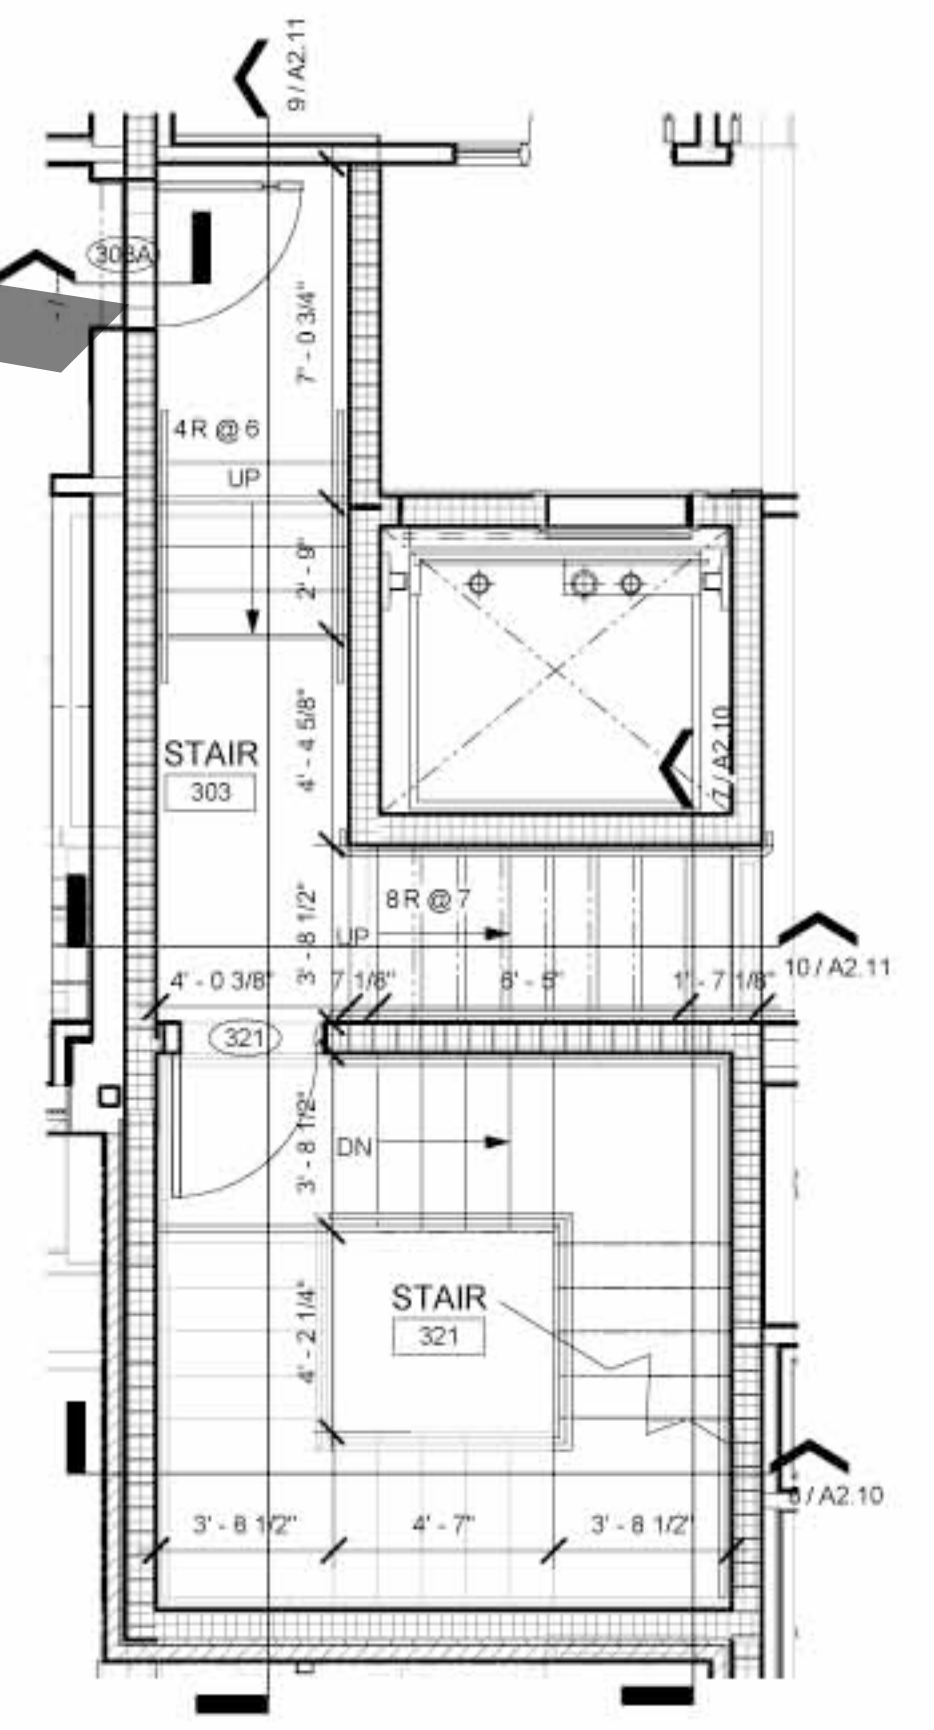 9 / A2.11
303A
7' - 0 3/4"
4 R @ 6
UP
2' - 9"
4' - 4 5/8"
STAIR
303
7 / A2.10
8 R @ 7
3' - 8 1/2"
UP
10 / A2.11
4' - 0 3/8"
7 1/8"
6' - 5"
1' - 7 1/8"
321
3' - 8 1/2"
DN
STAIR
321
4' - 2 1/4"
/ A2.10
3' - 8 1/2"
4' - 7"
3' - 8 1/2"